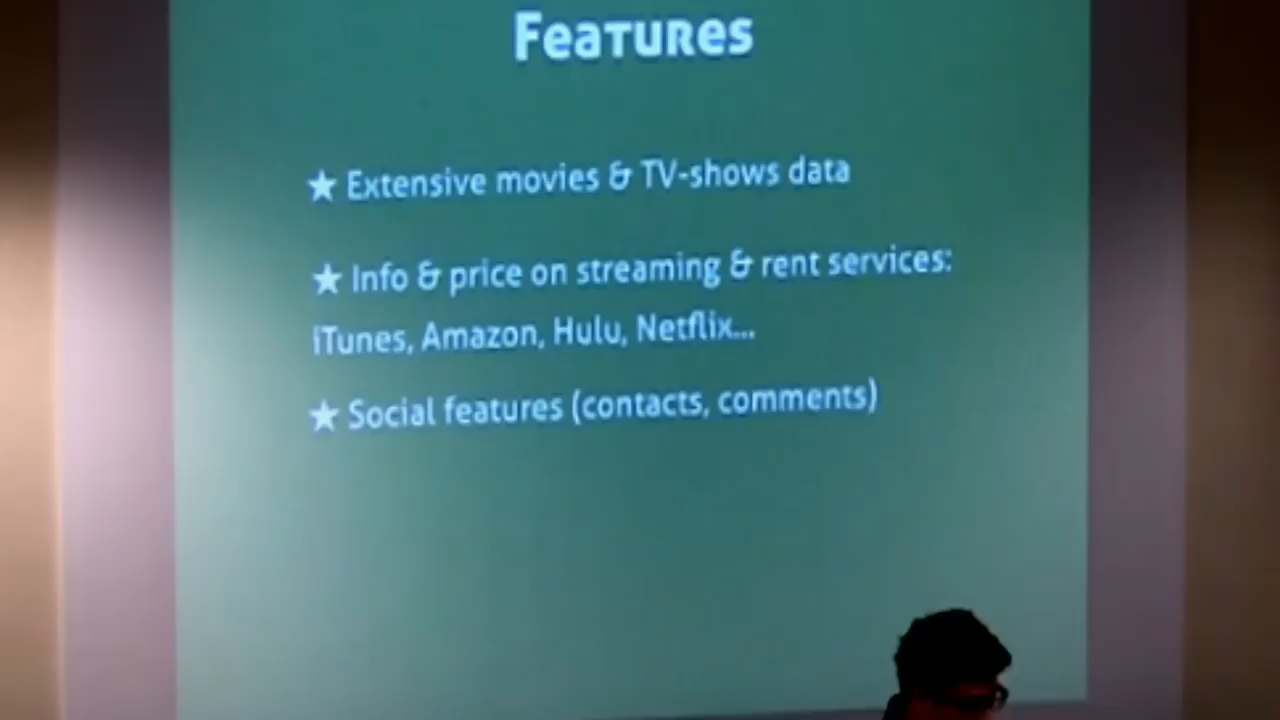 Features
★ Extensive movies & TV-shows data
★ Info & price on streaming & rent services:
iTunes, Amazon, Hulu, Netflix...
★ Social features (contacts, comments)